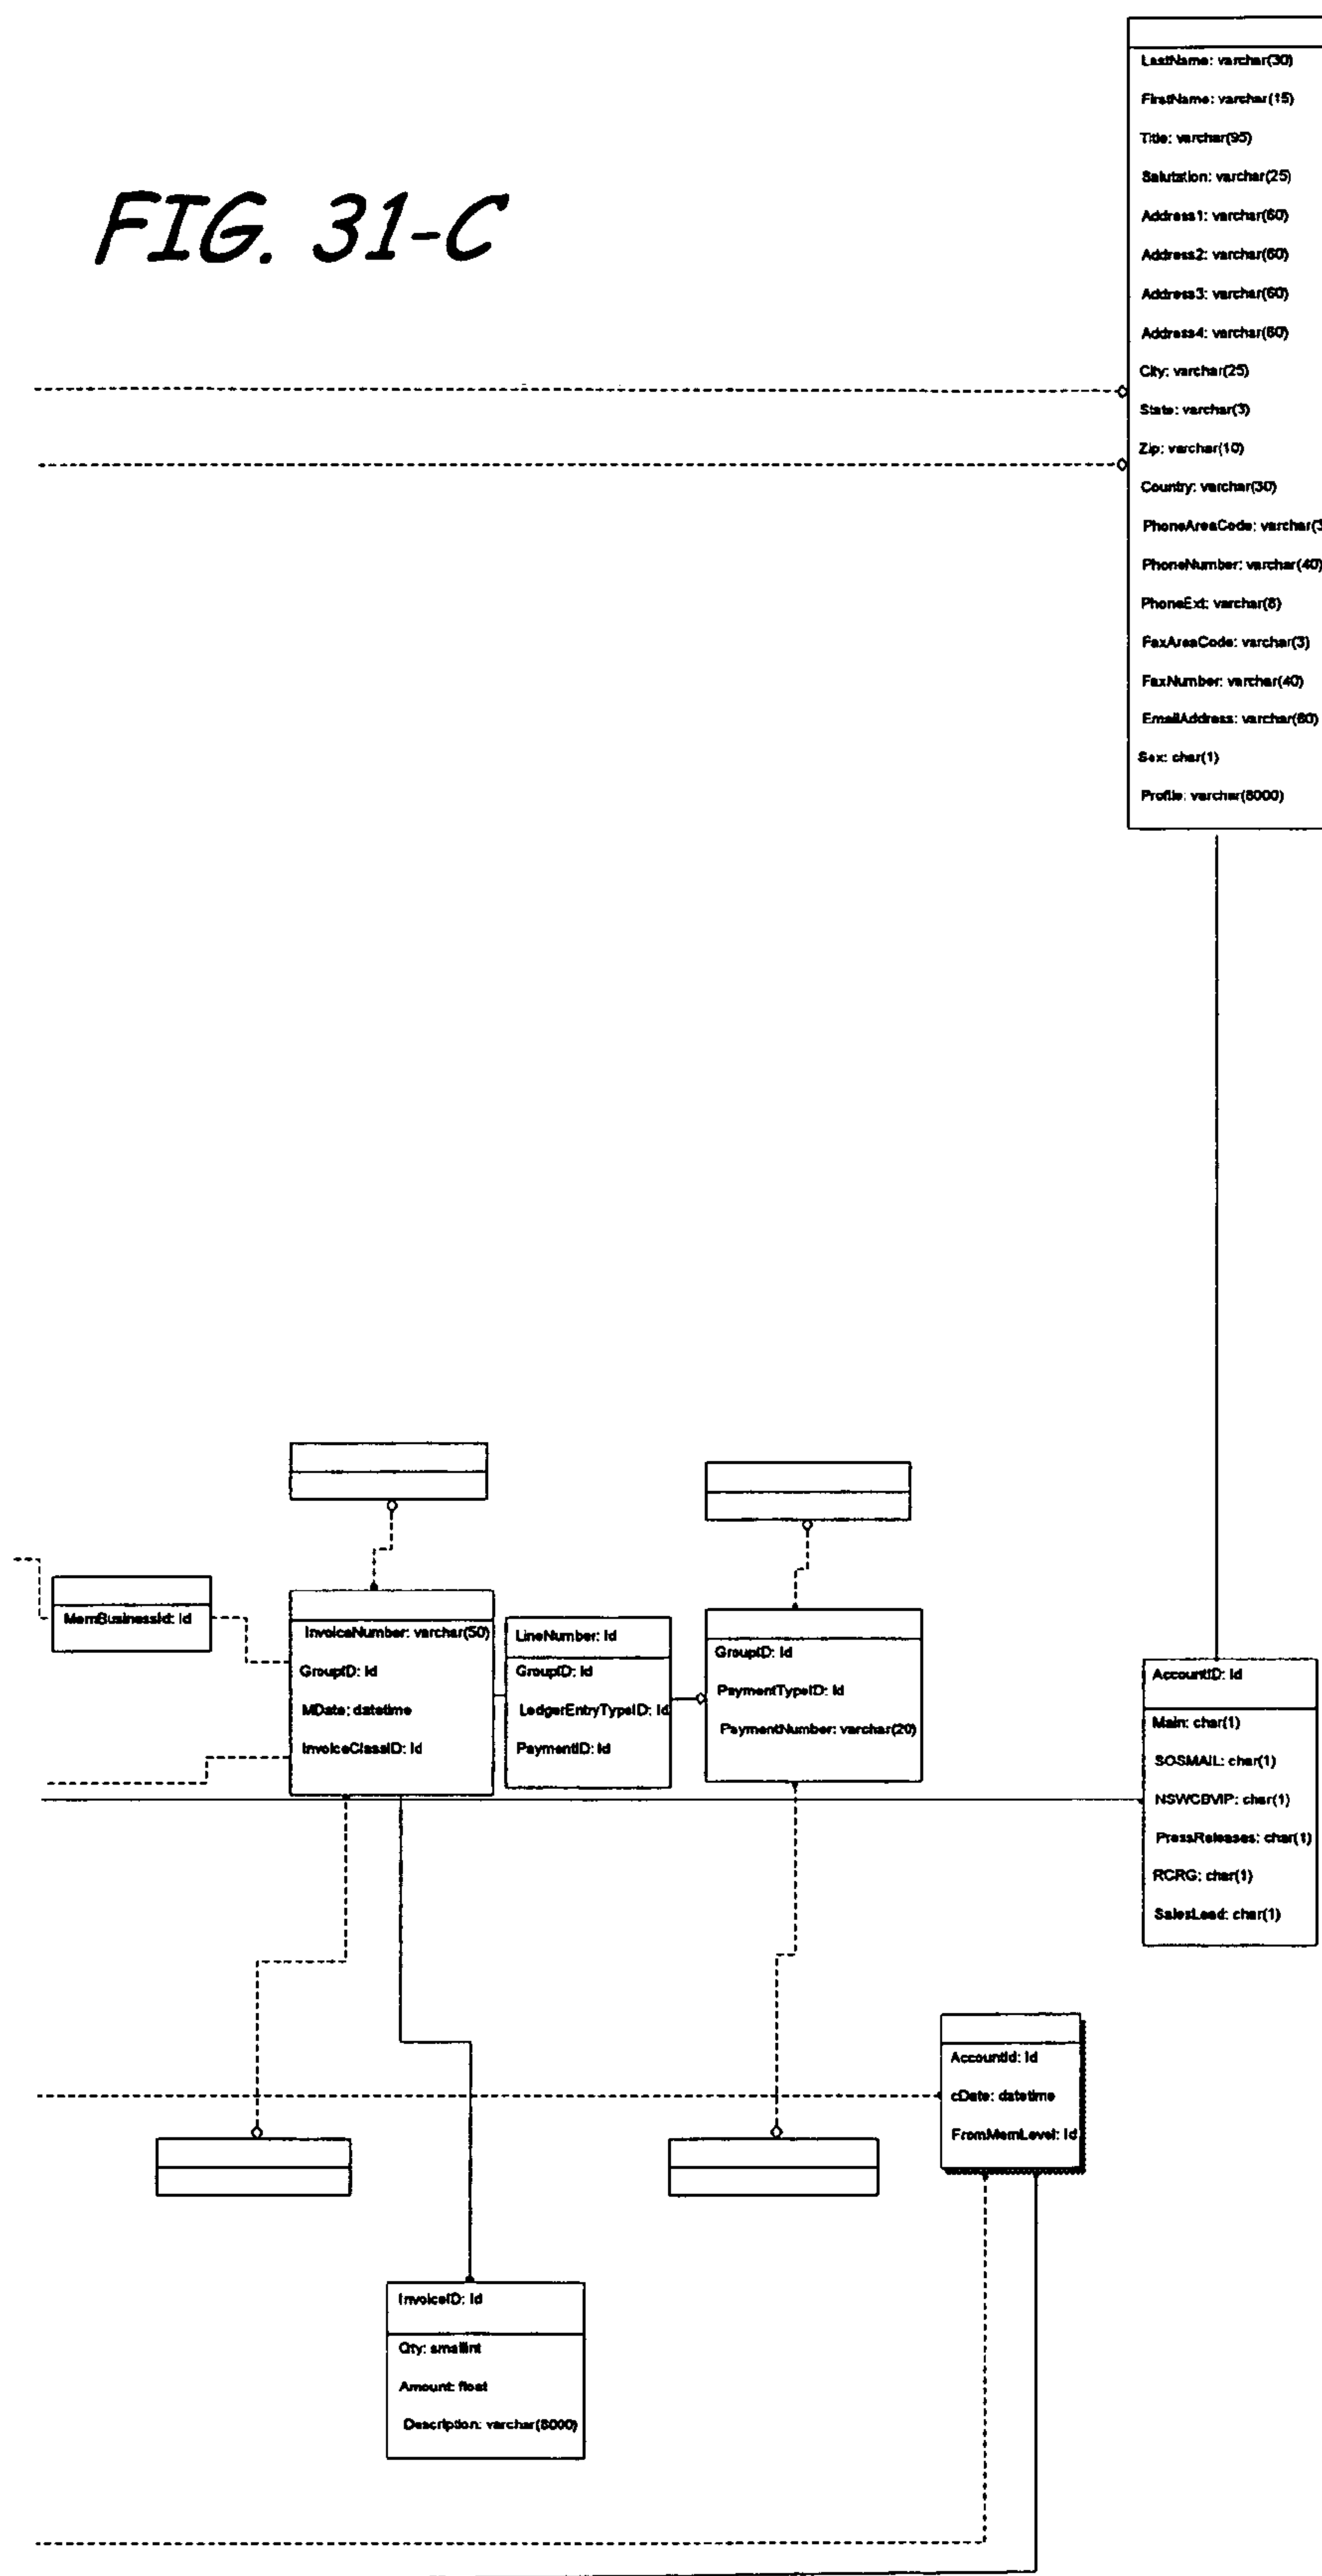 FIG. 31-C
LastName: varchar(30)
FirstName: varchar(15)
Title: varchar(95)
Salutation: varchar(25)
Address1: varchar(60)
Address2: varchar(60)
Address3: varchar(60)
Address4: varchar(60)
City: varchar(25)
State: varchar(3)
Zip: varchar(10)
Country: varchar(30)
PhoneAreaCode: varchar(3
PhoneNumber: varchar(40)
PhoneExt: varchar(8)
FaxAreaCode: varchar(3)
FaxNumber: varchar(40)
EmailAddress: varchar(60)
Sex: char(1)
Profile: varchar(8000)
MemBusinessId: Id
InvoiceNumber: varchar(50)
GroupID: Id
MDate: datetime
InvoiceClassID: Id
LineNumber: Id
GroupID: Id
LedgerEntryTypeID: Id
PaymentID: Id
GroupID: Id
PaymentTypeID: Id
PaymentNumber: varchar(20)
AccountID: Id
Main: char(1)
SOSMAIL: char(1)
NSWCBVIP: char(1)
PressReleases: char(1)
RCRG: char(1)
SalesLead: char(1)
AccountId: Id
cDate: datetime
FromMemLevel: Id
InvoiceID: Id
Qty: smallint
Amount: float
Description: varchar(8000)